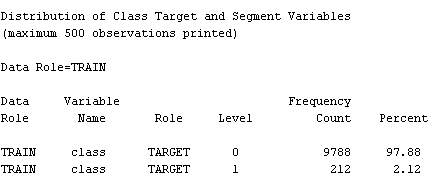 Distribution of Class Target and Segment Variables
(maximum 500 observations printed)
Data Role=TRAIN
Data Variable Frequency
Role Name Role Level Count Percent
TRAIN class TARGET 0 9788 97.88
TRAIN class TARGET 1 212 2.12